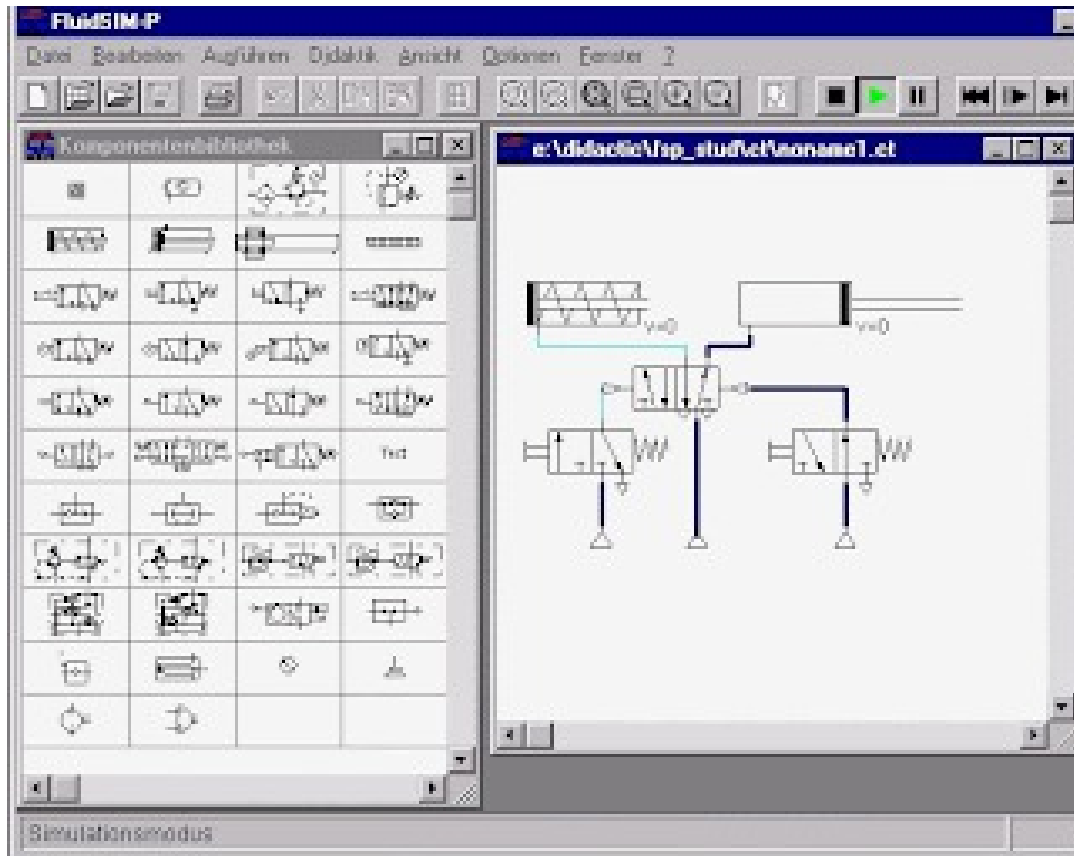 FluidSIM-P
Datei Bearbeiten Ausführen Didaktik Ansicht Optionen Fenster ?
Komponentenbibliothek
e:\didactic\fsp_stud\ct\noname1.ct
Text
v=0
v=0
Simulationsmodus